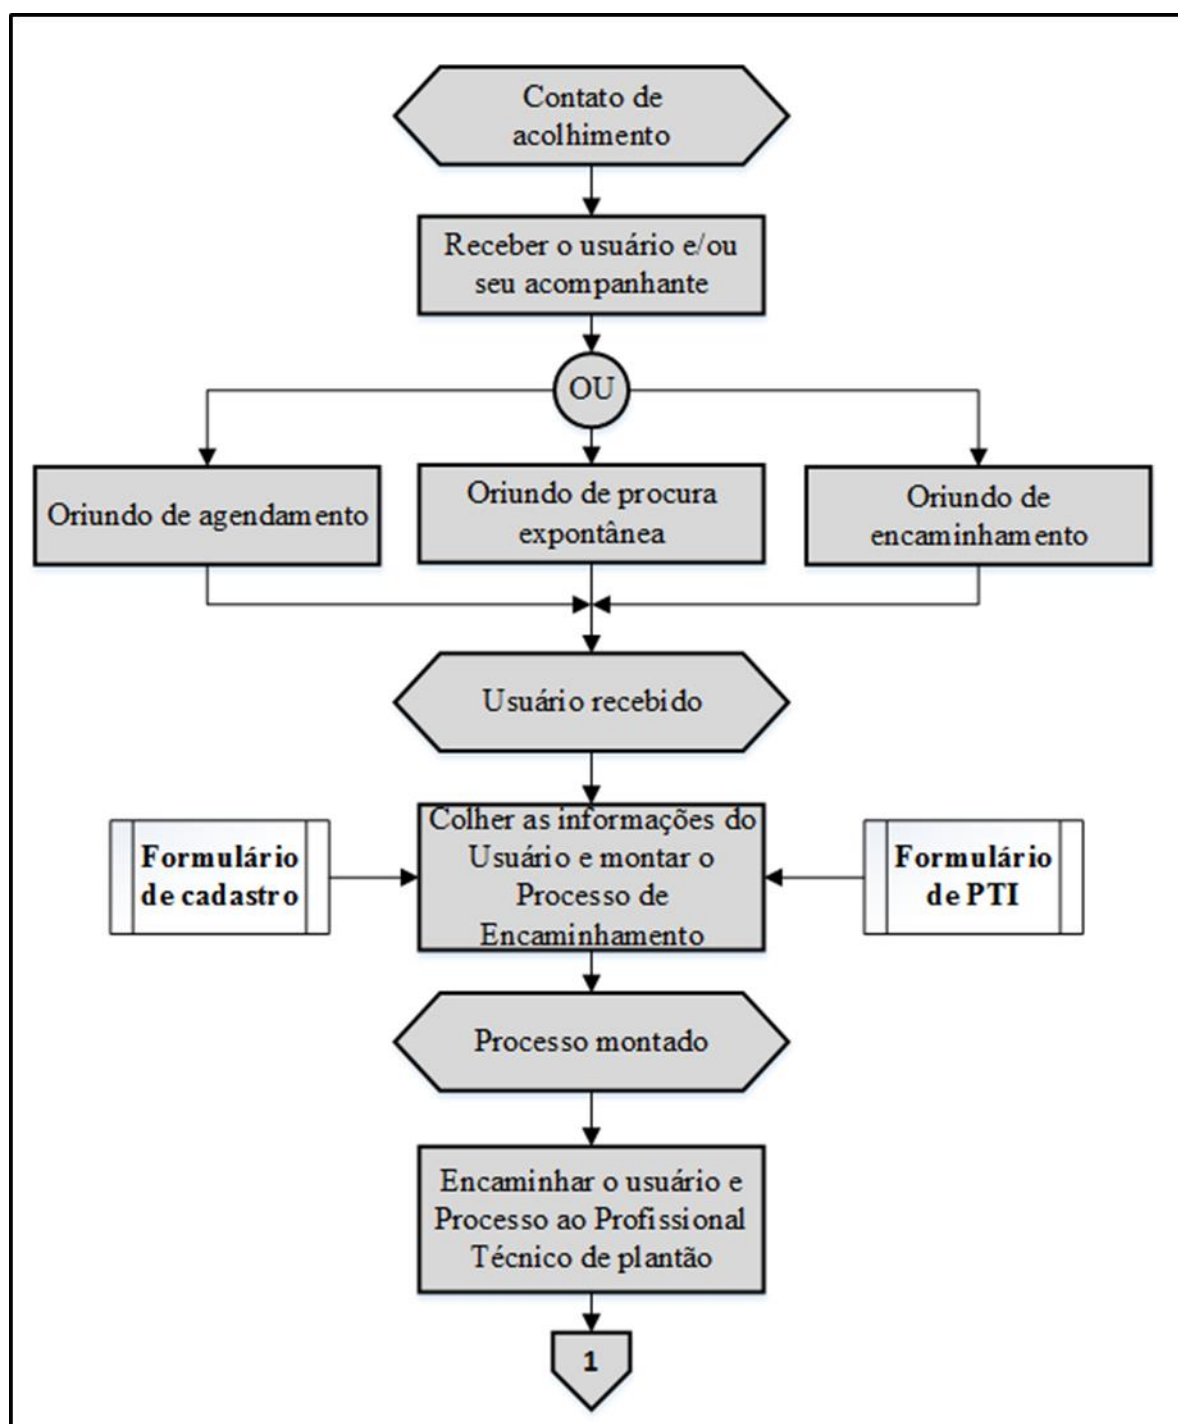 Contato de
acolhimento
Receber o usuário e/ou
seu acompanhante
OU
Oriundo de agendamento
Oriundo de procura
expontânea
Oriundo de
encaminhamento
Usuário recebido
Formulário
de cadastro
Colher as informações do
Usuário e montar o
Processo de
Encaminhamento
Formulário
de PTI
Processo montado
Encaminhar o usuário e
Processo ao Profissional
Técnico de plantão
1